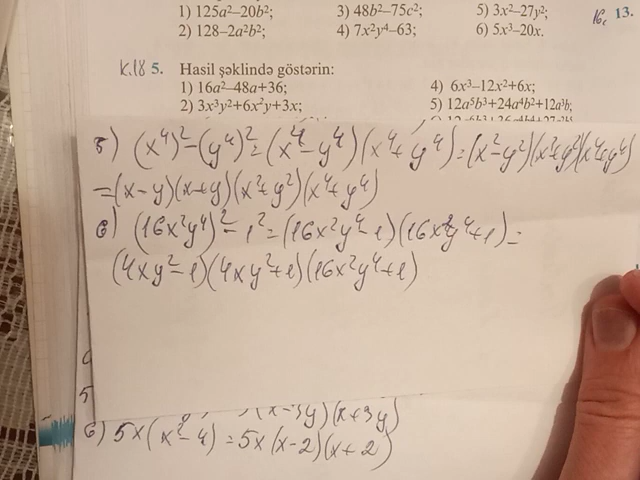 1) 125a²–20b²; 3) 48b²–75c²; 5) 3x²–27y²; 16c 13.
2) 128–2a²b²; 4) 7x²y⁴–63; 6) 5x³–20x.
K.18 5. Hasil şəklində göstərin:
1) 16a²–48a+36; 4) 6x³–12x²+6x;
2) 3x³y²+6x²y+3x; 5) 12a⁵b³+24a⁴b²+12a³b;
5) (x⁴)²–(y⁴)²=(x⁴–y⁴)(x⁴+y⁴)=(x²–y²)(x²+y²)(x⁴+y⁴)
=(x–y)(x+y)(x²+y²)(x⁴+y⁴)
6) (16x²y⁴)²–1²=(16x²y⁴–1)(16x²y⁴+1)=
(4xy²–1)(4xy²+1)(16x²y⁴+1)
5
(x–3y)(x+3y)
6) 5x(x²–4)=5x(x–2)(x+2)